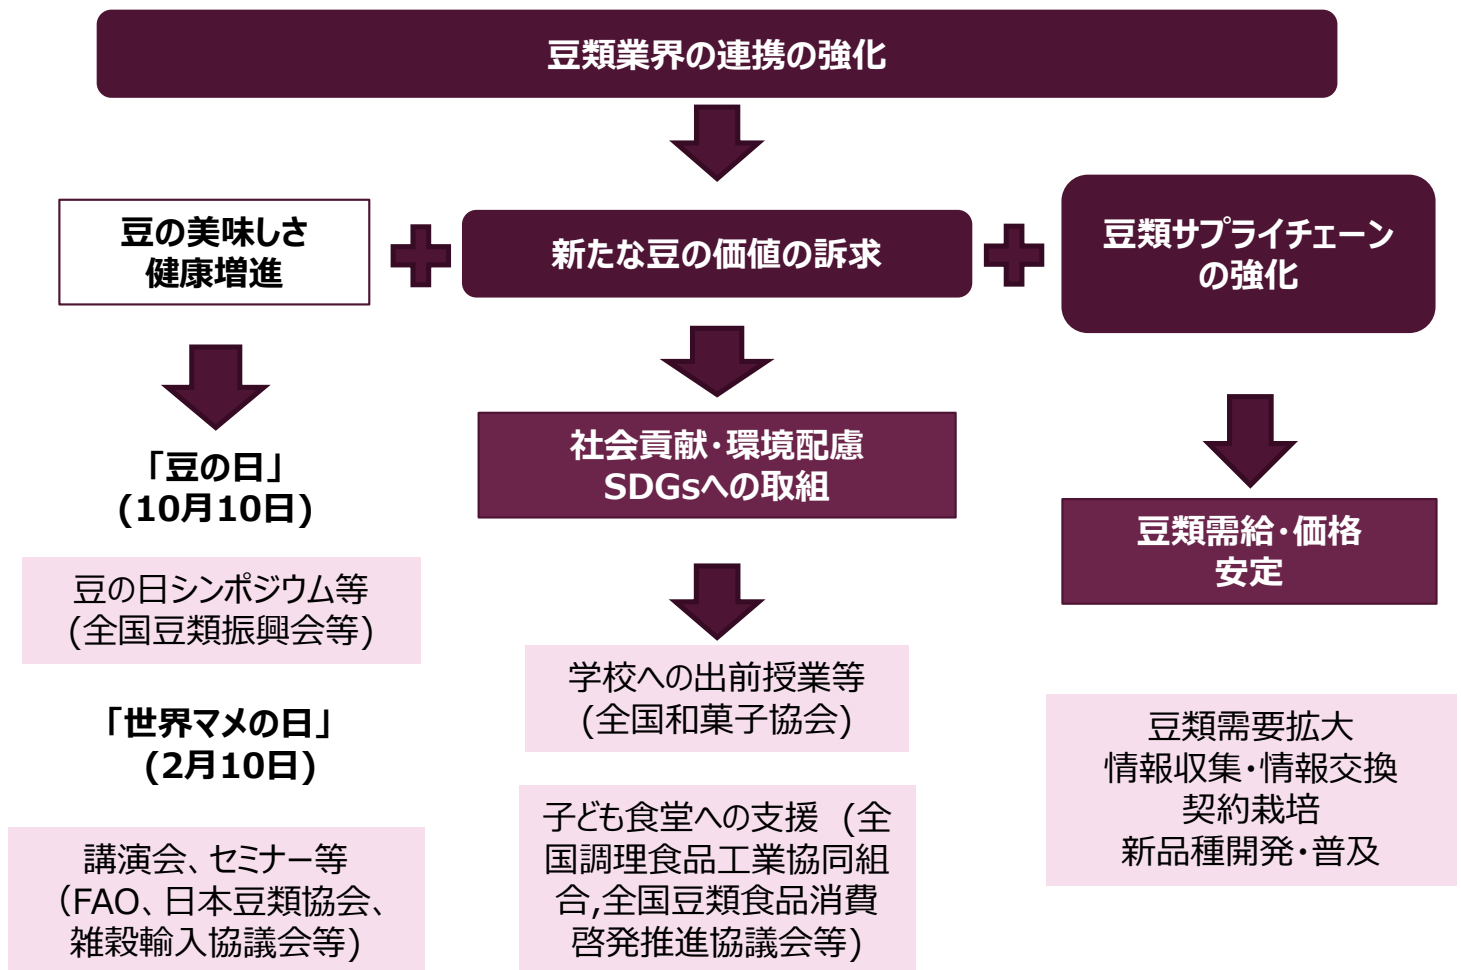 豆類業界の連携の強化
豆の美味しさ
健康増進
新たな豆の価値の訴求
豆類サプライチェーン
の強化
「豆の日」
(10月10日)
豆の日シンポジウム等
(全国豆類振興会等)
「世界マメの日」
(2月10日)
講演会、セミナー等
（FAO、日本豆類協会、
雑穀輸入協議会等)
社会貢献・環境配慮
SDGsへの取組
学校への出前授業等
(全国和菓子協会)
子ども食堂への支援 (全
国調理食品工業協同組
合,全国豆類食品消費
啓発推進協議会等)
豆類需給・価格
安定
豆類需要拡大
情報収集・情報交換
契約栽培
新品種開発・普及